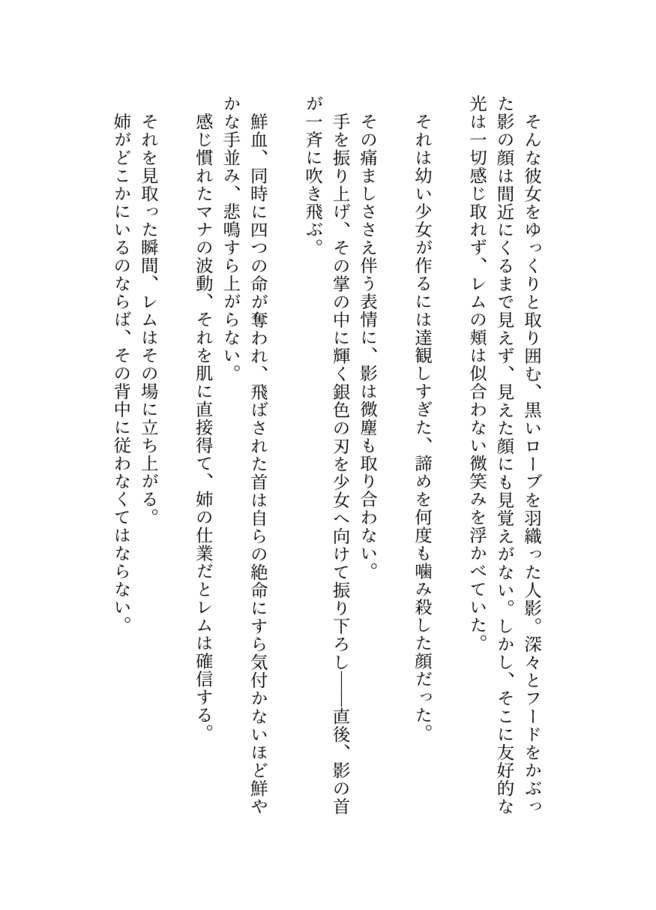 そんな彼女をゆっくりと取り囲む、黒いローブを羽織った人影。深々とフードをかぶっ
た影の顔は間近にくるまで見えず、見えた顔にも見覚えがない。しかし、そこに友好的な
光は一切感じ取れず、レムの頬は似合わない微笑みを浮かべていた。
それは幼い少女が作るには達観しすぎた、諦めを何度も噛み殺した顔だった。
その痛ましささえ伴う表情に、影は微塵も取り合わない。
手を振り上げ、その掌の中に輝く銀色の刃を少女へ向けて振り下ろし――直後、影の首
が一斉に吹き飛ぶ。
鮮血、同時に四つの命が奪われ、飛ばされた首は自らの絶命にすら気付かないほど鮮や
かな手並み、悲鳴すら上がらない。
感じ慣れたマナの波動、それを肌に直接得て、姉の仕業だとレムは確信する。
それを見取った瞬間、レムはその場に立ち上がる。
姉がどこかにいるのならば、その背中に従わなくてはならない。